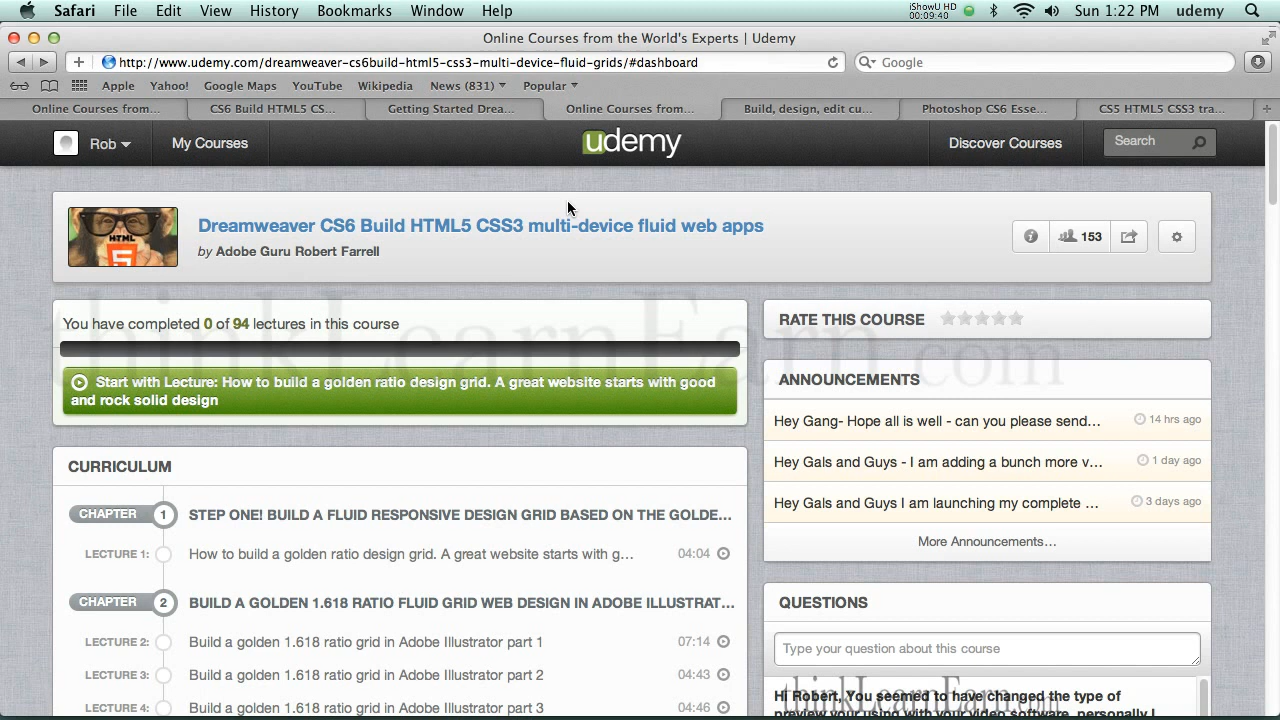 Safari File Edit View History Bookmarks Window Help
iShowU HD
00:09:40
Sun 1:22 PM udemy
Online Courses from the World's Experts | Udemy
http://www.udemy.com/dreamweaver-cs6build-html5-css3-multi-device-fluid-grids/#dashboard
Google
Apple Yahoo! Google Maps YouTube Wikipedia News (831) Popular
Online Courses from... CS6 Build HTML5 CS... Getting Started Drea... Online Courses from... Build, design, edit cu... Photoshop CS6 Esse... CS5 HTML5 CSS3 tra...
Rob My Courses udemy Discover Courses Search
HTML
5
Dreamweaver CS6 Build HTML5 CSS3 multi-device fluid web apps
by Adobe Guru Robert Farrell
153
thinkLearnEarn.com
You have completed 0 of 94 lectures in this course
Start with Lecture: How to build a golden ratio design grid. A great website starts with good
and rock solid design
CURRICULUM
CHAPTER 1 STEP ONE! BUILD A FLUID RESPONSIVE DESIGN GRID BASED ON THE GOLDE...
LECTURE 1: How to build a golden ratio design grid. A great website starts with g... 04:04
CHAPTER 2 BUILD A GOLDEN 1.618 RATIO FLUID GRID WEB DESIGN IN ADOBE ILLUSTRAT...
LECTURE 2: Build a golden 1.618 ratio grid in Adobe Illustrator part 1 07:14
LECTURE 3: Build a golden 1.618 ratio grid in Adobe Illustrator part 2 04:43
LECTURE 4: Build a golden 1.618 ratio grid in Adobe Illustrator part 3 04:46
RATE THIS COURSE
ANNOUNCEMENTS
Hey Gang- Hope all is well - can you please send... 14 hrs ago
Hey Gals and Guys - I am adding a bunch more v... 1 day ago
Hey Gals and Guys I am launching my complete ... 3 days ago
More Announcements...
QUESTIONS
Type your question about this course
Hi Robert, You seemed to have changed the type of
preview your using with your video software, personally I
thinkLearnEarn.com